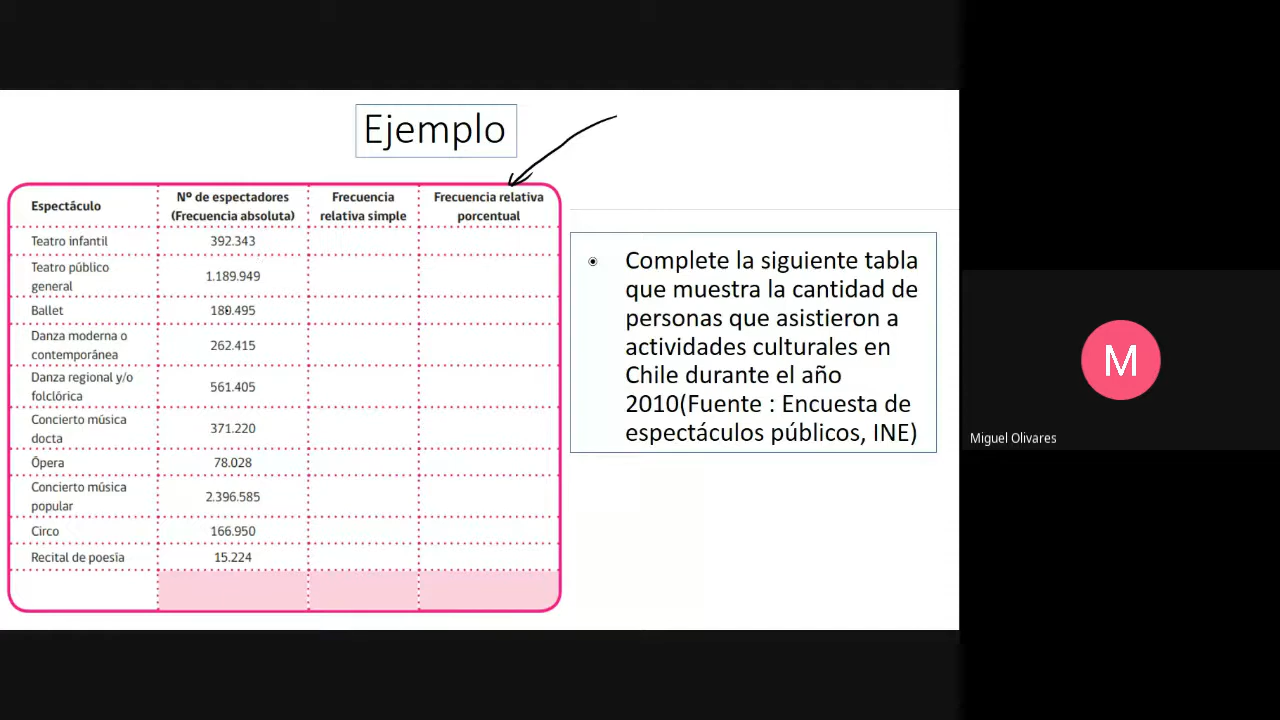 Ejemplo
Espectáculo
Nº de espectadores
(Frecuencia absoluta)
Frecuencia
relativa simple
Frecuencia relativa
porcentual
Teatro infantil
392.343
Teatro público
general
1.189.949
Ballet
180.495
Danza moderna o
contemporánea
262.415
Danza regional y/o
folclórica
561.405
Concierto música
docta
371.220
Ópera
78.028
Concierto música
popular
2.396.585
Circo
166.950
Recital de poesía
15.224
Complete la siguiente tabla
que muestra la cantidad de
personas que asistieron a
actividades culturales en
Chile durante el año
2010(Fuente : Encuesta de
espectáculos públicos, INE)
M
Miguel Olivares